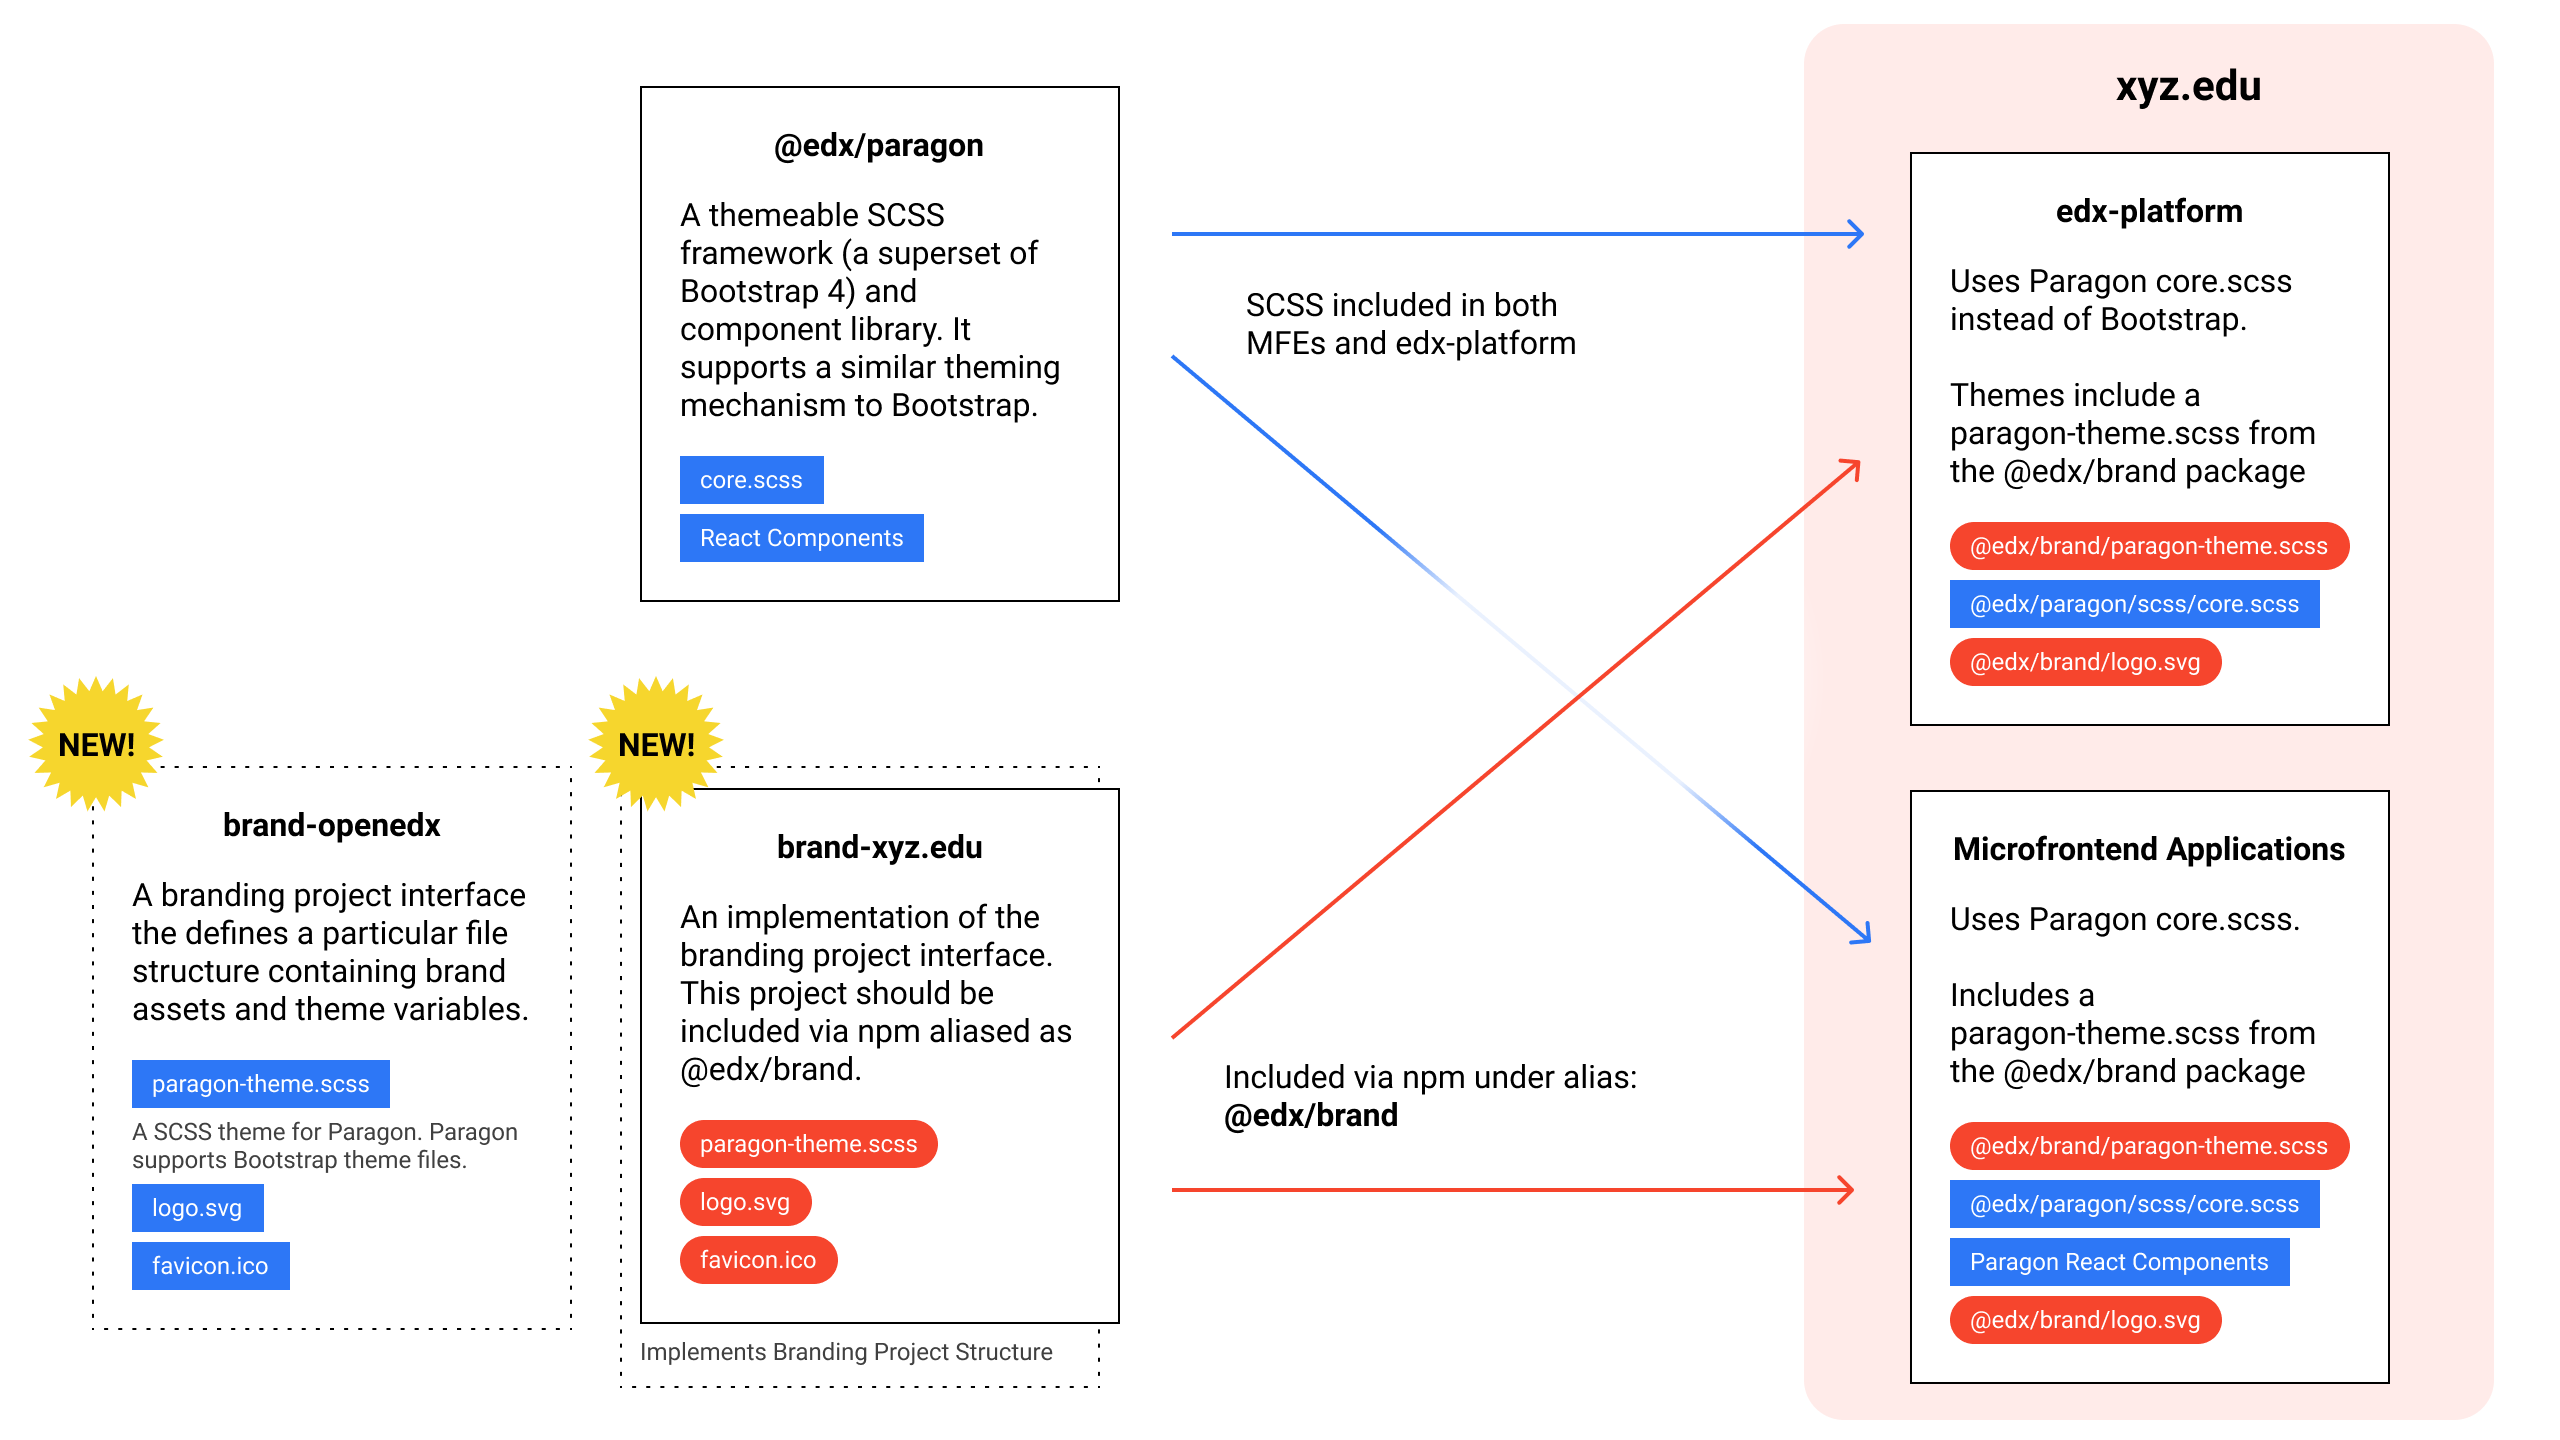 @edx/paragon
A themeable SCSS
framework (a superset of
Bootstrap 4) and
component library. It
supports a similar theming
mechanism to Bootstrap.
core.scss
React Components
NEW!
brand-openedx
A branding project interface
the defines a particular file
structure containing brand
assets and theme variables.
paragon-theme.scss
A SCSS theme for Paragon. Paragon
supports Bootstrap theme files.
logo.svg
favicon.ico
NEW!
brand-xyz.edu
An implementation of the
branding project interface.
This project should be
included via npm aliased as
@edx/brand.
paragon-theme.scss
logo.svg
favicon.ico
Implements Branding Project Structure
SCSS included in both
MFEs and edx-platform
Included via npm under alias:
@edx/brand
xyz.edu
edx-platform
Uses Paragon core.scss
instead of Bootstrap.
Themes include a
paragon-theme.scss from
the @edx/brand package
@edx/brand/paragon-theme.scss
@edx/paragon/scss/core.scss
@edx/brand/logo.svg
Microfrontend Applications
Uses Paragon core.scss.
Includes a
paragon-theme.scss from
the @edx/brand package
@edx/brand/paragon-theme.scss
@edx/paragon/scss/core.scss
Paragon React Components
@edx/brand/logo.svg